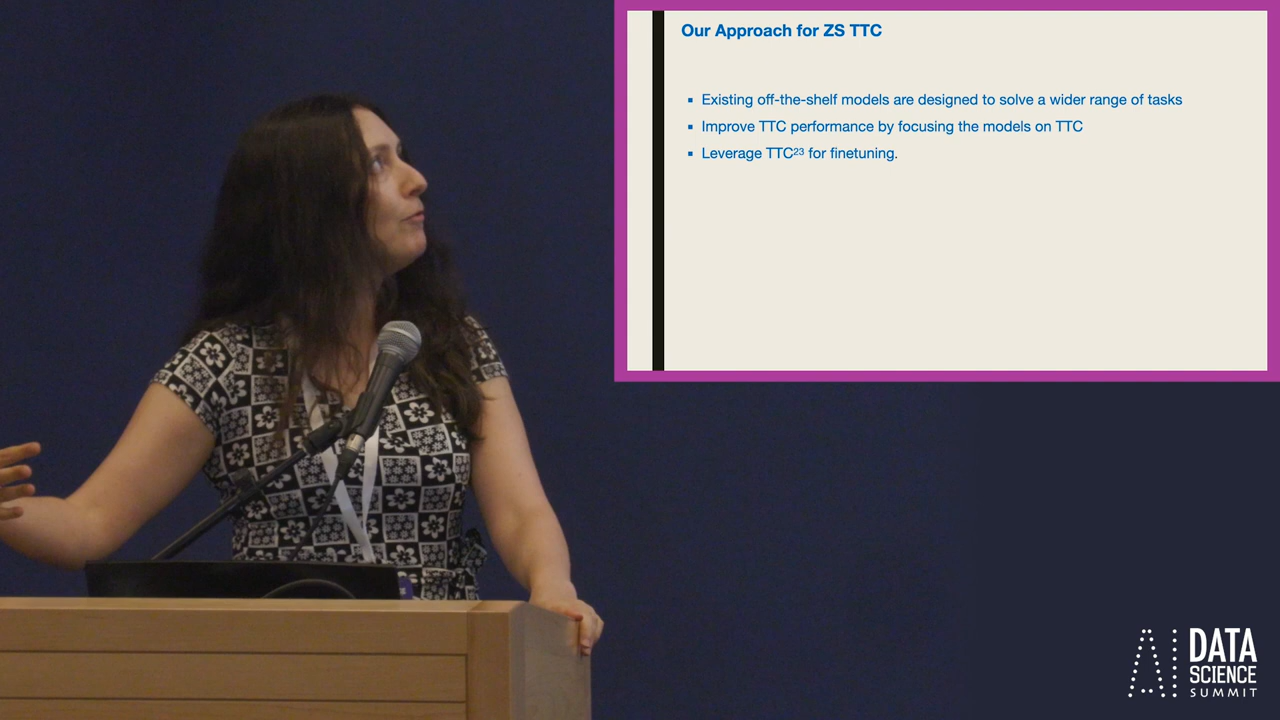 Our Approach for ZS TTC
▪ Existing off-the-shelf models are designed to solve a wider range of tasks
▪ Improve TTC performance by focusing the models on TTC
▪ Leverage TTC²³ for finetuning.
AI
DATA
SCIENCE
SUMMIT